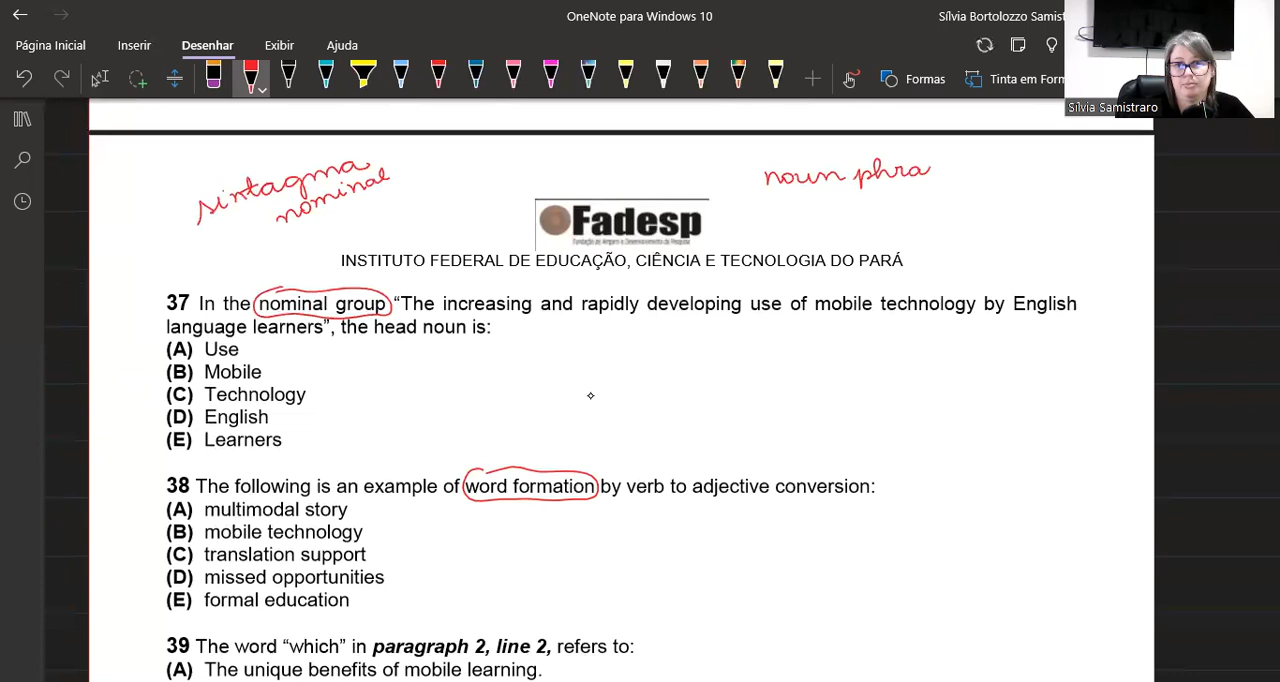 OneNote para Windows 10
Sílvia Bortolozzo Samist
Página Inicial Inserir Desenhar Exibir Ajuda
Formas Tinta em Form
Sílvia Samistraro
sintagma
nominal
noun phra
Fadesp
INSTITUTO FEDERAL DE EDUCAÇÃO, CIÊNCIA E TECNOLOGIA DO PARÁ
37 In the nominal group “The increasing and rapidly developing use of mobile technology by English
language learners”, the head noun is:
(A) Use
(B) Mobile
(C) Technology
(D) English
(E) Learners
38 The following is an example of word formation by verb to adjective conversion:
(A) multimodal story
(B) mobile technology
(C) translation support
(D) missed opportunities
(E) formal education
39 The word “which” in paragraph 2, line 2, refers to:
(A) The unique benefits of mobile learning.